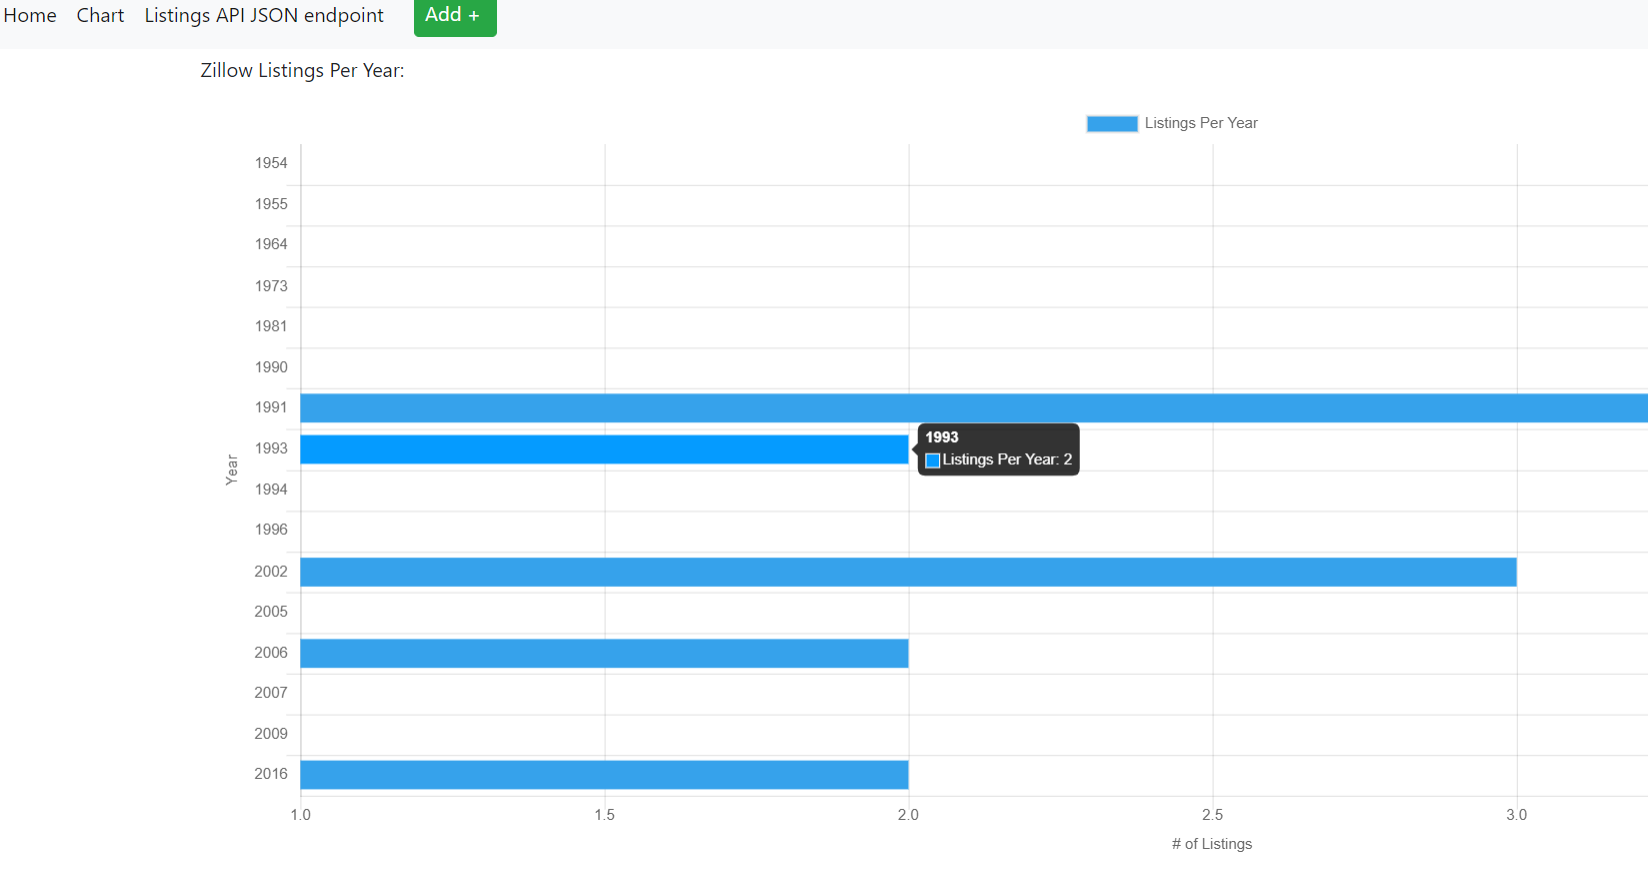 Home Chart Listings API JSON endpoint Add +
Zillow Listings Per Year:
Listings Per Year
1954
1955
1964
1973
1981
1990
1991
1993
1993
Listings Per Year: 2
Year
1994
1996
2002
2005
2006
2007
2009
2016
1.0 1.5 2.0 2.5 3.0
# of Listings